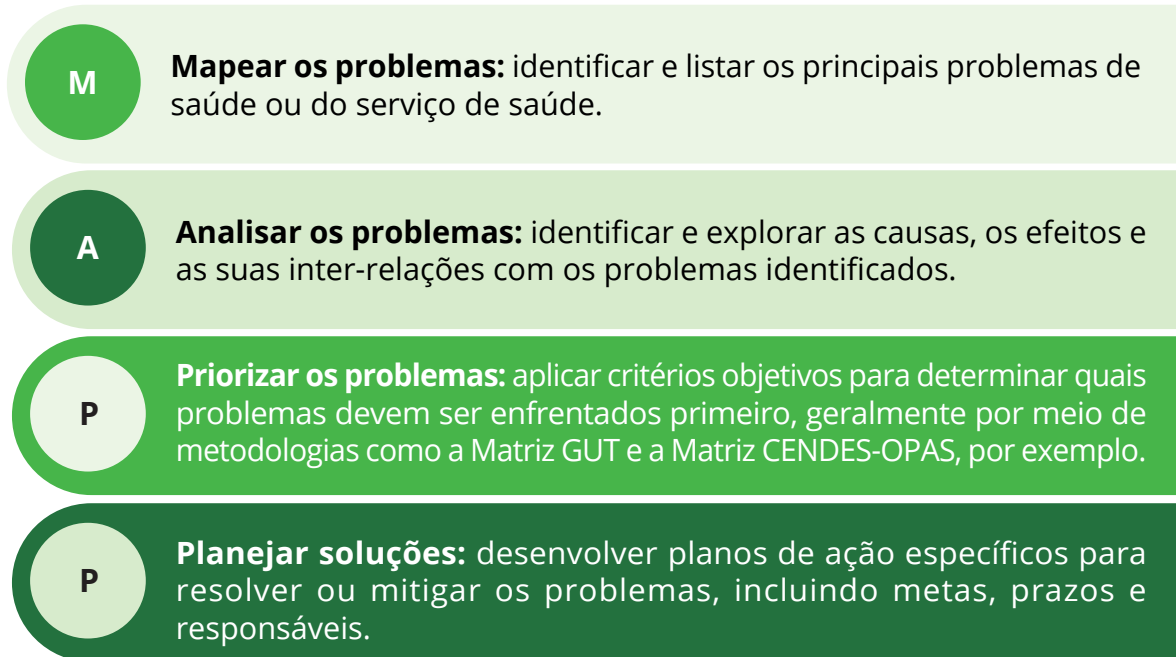 M
Mapear os problemas: identificar e listar os principais problemas de
saúde ou do serviço de saúde.
A
Analisar os problemas: identificar e explorar as causas, os efeitos e
as suas inter-relações com os problemas identificados.
P
Priorizar os problemas: aplicar critérios objetivos para determinar quais
problemas devem ser enfrentados primeiro, geralmente por meio de
metodologias como a Matriz GUT e a Matriz CENDES-OPAS, por exemplo.
P
Planejar soluções: desenvolver planos de ação específicos para
resolver ou mitigar os problemas, incluindo metas, prazos e
responsáveis.